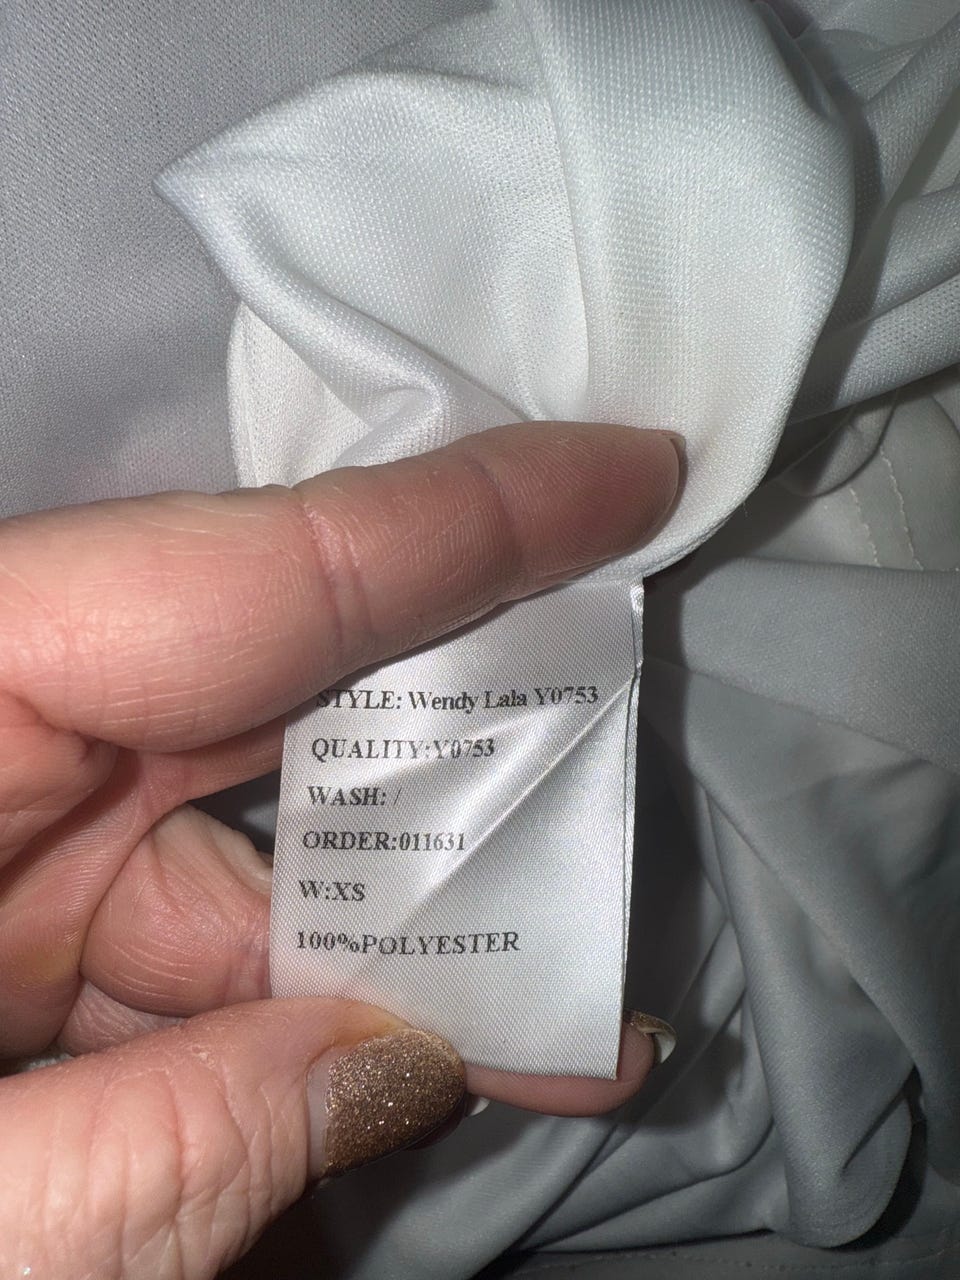 STYLE: Wendy Lala Y0753
QUALITY:Y0753
WASH: /
ORDER:011631
W:XS
100%POLYESTER